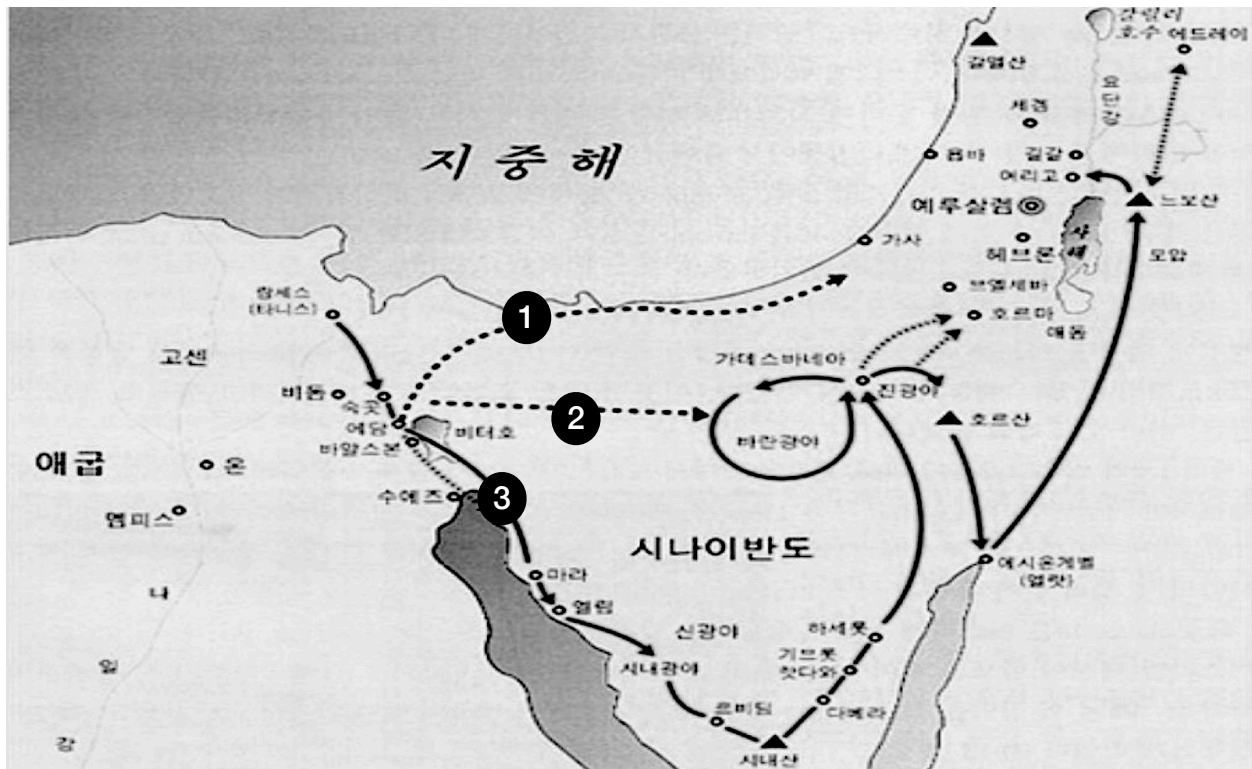 갈릴리
호수
에드레이
갈멜산
요단강
세겜
욥바
길갈
여리고
지중해
예루살렘
느보산
가사
사해
헤브론
모압
람세스
(타니스)
브엘세바
1
호르마
에돔
고센
가데스바네아
비돔
숙곳
진광야
2
에담
비터호
호르산
바알스본
바란광야
애굽
온
수에즈
3
멤피스
시나이반도
에시온게벨
(엘랏)
마라
나
엘림
신광야
하세롯
일
시내광야
기브롯
핫다와
르비딤
다베라
강
시내산